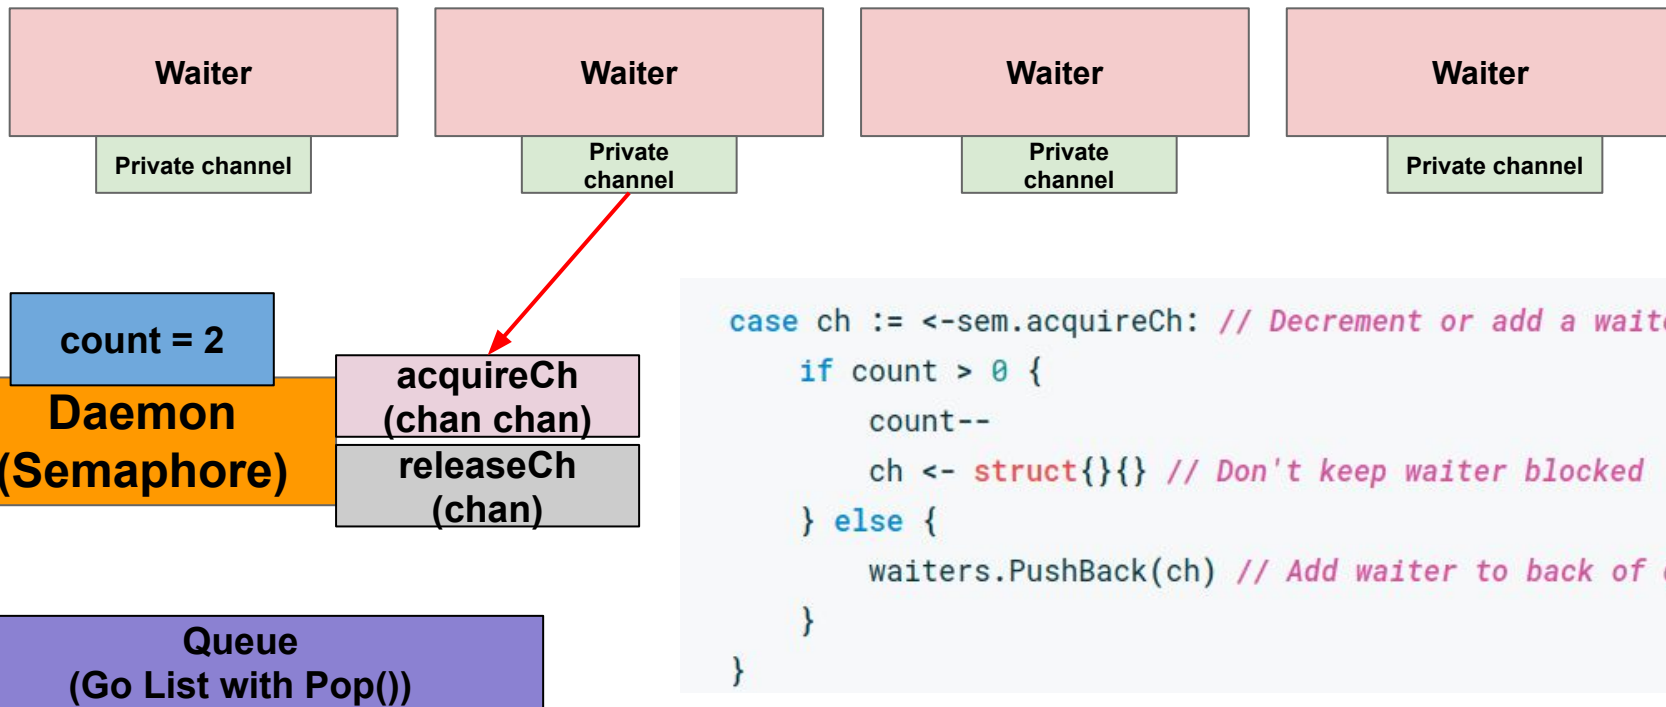 Waiter
Waiter
Waiter
Waiter
Private channel
Private
channel
Private
channel
Private channel
count = 2
Daemon
(Semaphore)
acquireCh
(chan chan)
releaseCh
(chan)
Queue
(Go List with Pop())
case ch := <-sem.acquireCh: // Decrement or add a
if count > 0 {
count--
ch <- struct{}{} // Don't keep waiter blocked
} else {
waiters.PushBack(ch) // Add waiter to back of
}
}